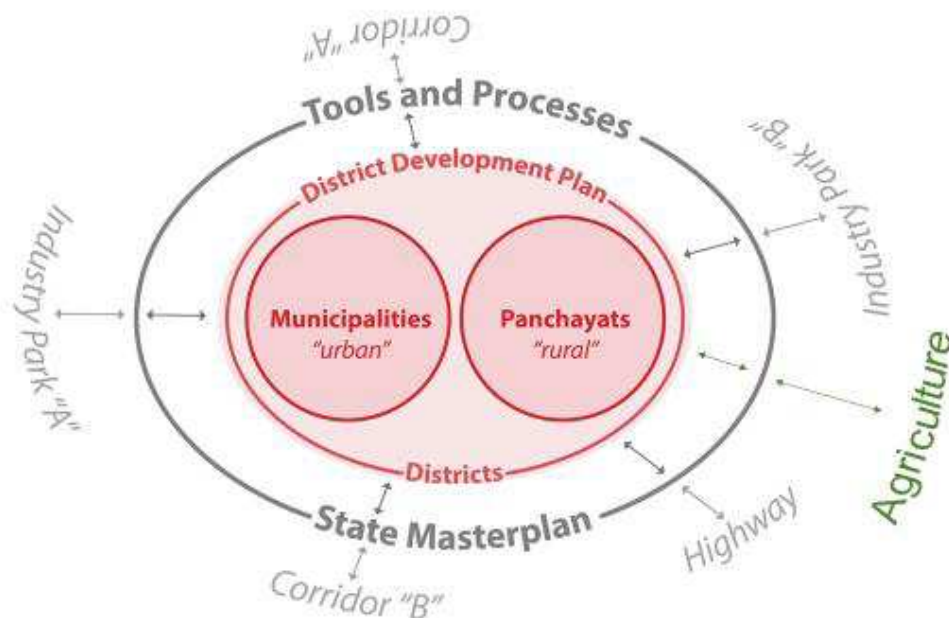 Corridor "A"
Tools and Processes
Industry Park "B"
District Development Plan
Industry Park "A"
Municipalities
"urban"
Panchayats
"rural"
Agriculture
Districts
State Masterplan
Highway
Corridor "B"